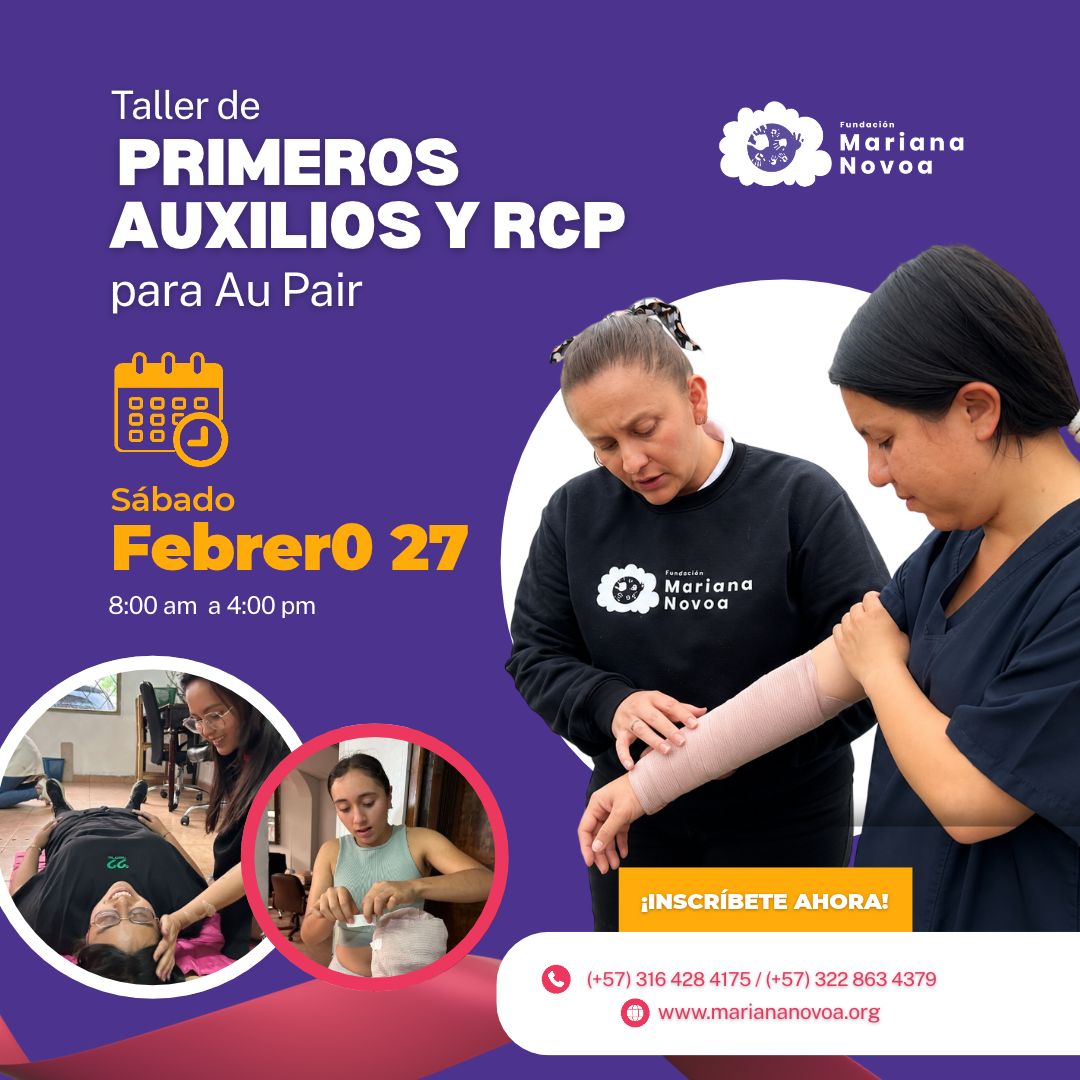 Taller de
PRIMEROS
AUXILIOS Y RCP
para Au Pair
Fundación
Mariana
Novoa
Sábado
Febrer0 27
8:00 am a 4:00 pm
Fundación
Mariana
Novoa
22
¡INSCRÍBETE AHORA!
(+57) 316 428 4175 / (+57) 322 863 4379
www.mariananovoa.org